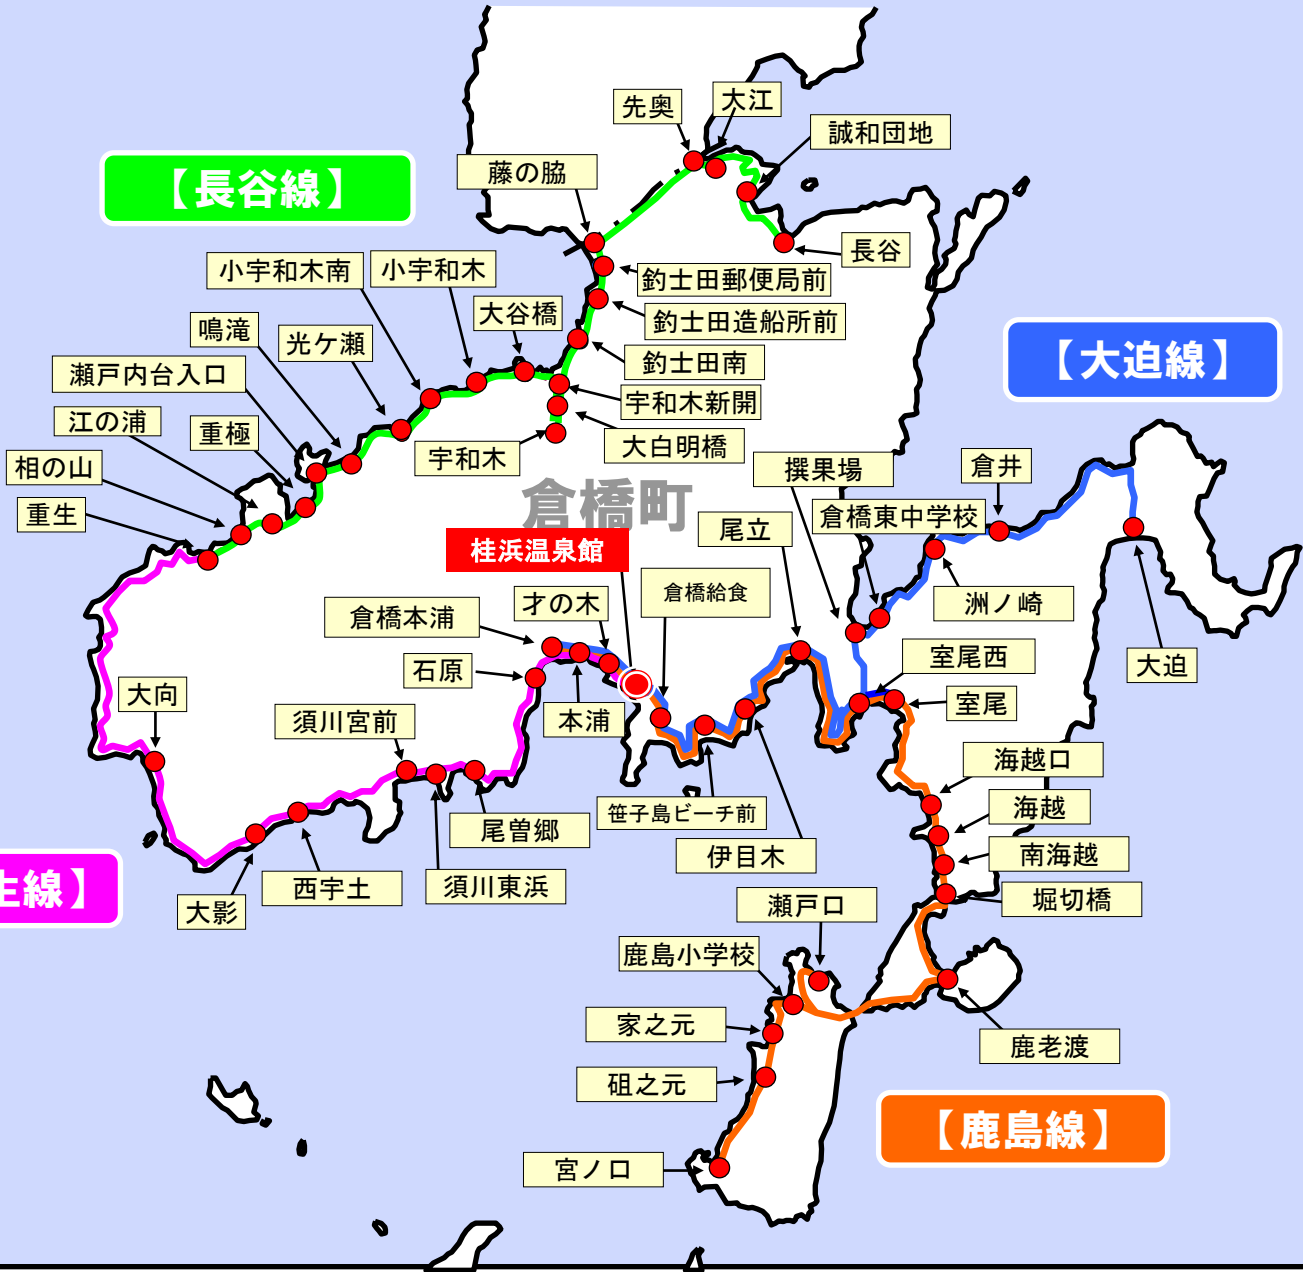 先奥
大江
誠和団地
藤の脇
【長谷線】
長谷
小宇和木南
小宇和木
釣士田郵便局前
大谷橋
釣士田造船所前
鳴滝
光ケ瀬
釣士田南
【大迫線】
瀬戸内台入口
宇和木新開
江の浦
重極
大白明橋
宇和木
相の山
撰果場
倉井
重生
倉橋町
倉橋東中学校
尾立
桂浜温泉館
倉橋給食
才の木
洲ノ崎
倉橋本浦
室尾西
大迫
石原
大向
室尾
須川宮前
本浦
海越口
笹子島ビーチ前
海越
尾曽郷
伊目木
南海越
生線】
西宇土
須川東浜
堀切橋
大影
瀬戸口
鹿島小学校
家之元
鹿老渡
砠之元
【鹿島線】
宮ノ口